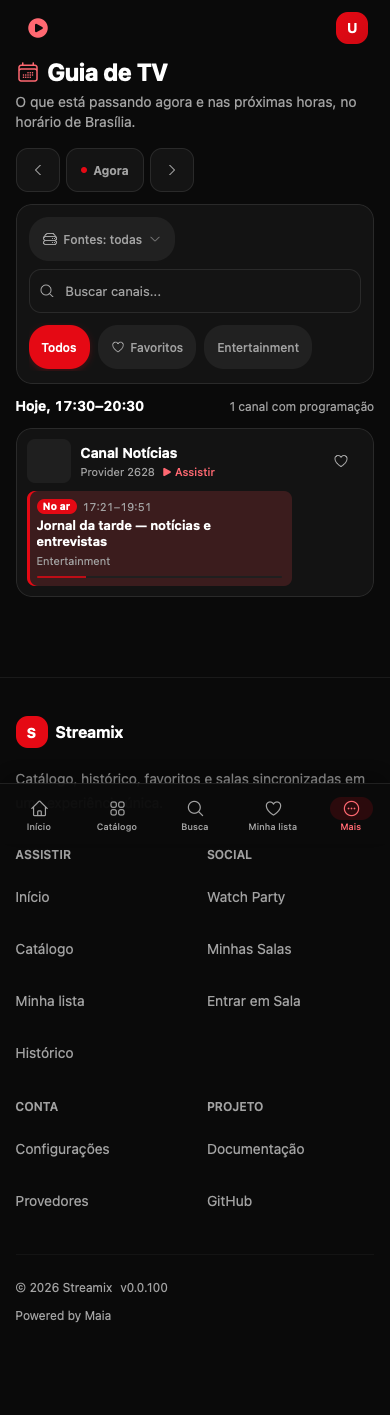 U
Guia de TV
O que está passando agora e nas próximas horas, no
horário de Brasília.
Agora
Fontes: todas
Buscar canais...
Todos
Favoritos
Entertainment
Hoje, 17:30–20:30
1 canal com programação
Canal Notícias
Provider 2628 Assistir
No ar 17:21–19:51
Jornal da tarde — notícias e
entrevistas
Entertainment
S Streamix
Catálogo, histórico, favoritos e salas sincronizadas em
Início
Catálogo
Busca
Minha lista
Mais
ASSISTIR
SOCIAL
Início
Watch Party
Catálogo
Minhas Salas
Minha lista
Entrar em Sala
Histórico
CONTA
PROJETO
Configurações
Documentação
Provedores
GitHub
© 2026 Streamix v0.0.100
Powered by Maia